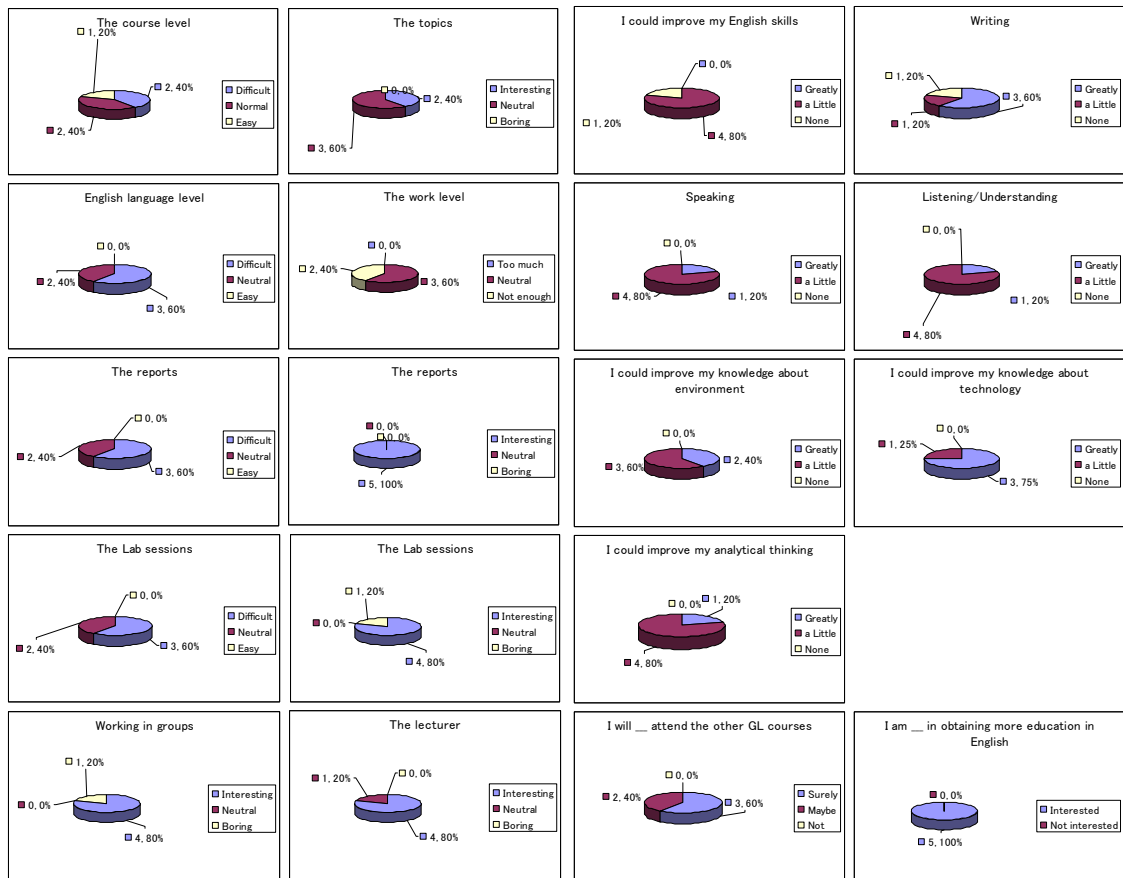 The course level
1, 20%
2, 40%
2, 40%
Difficult
Normal
Easy
The topics
0, 0%
2, 40%
3, 60%
Interesting
Neutral
Boring
I could improve my English skills
0, 0%
1, 20%
4, 80%
Greatly
a Little
None
Writing
1, 20%
3, 60%
1, 20%
Greatly
a Little
None
English language level
0, 0%
2, 40%
3, 60%
Difficult
Neutral
Easy
The work level
0, 0%
2, 40%
3, 60%
Too much
Neutral
Not enough
Speaking
0, 0%
4, 80%
1, 20%
Greatly
a Little
None
Listening/Understanding
0, 0%
1, 20%
4, 80%
Greatly
a Little
None
The reports
0, 0%
2, 40%
3, 60%
Difficult
Neutral
Easy
The reports
0, 0%
0, 0%
5, 100%
Interesting
Neutral
Boring
I could improve my knowledge about
environment
0, 0%
3, 60%
2, 40%
Greatly
a Little
None
I could improve my knowledge about
technology
0, 0%
1, 25%
3, 75%
Greatly
a Little
None
The Lab sessions
0, 0%
2, 40%
3, 60%
Difficult
Neutral
Easy
The Lab sessions
1, 20%
0, 0%
4, 80%
Interesting
Neutral
Boring
I could improve my analytical thinking
0, 0%
1, 20%
4, 80%
Greatly
a Little
None
Working in groups
1, 20%
0, 0%
4, 80%
Interesting
Neutral
Boring
The lecturer
0, 0%
1, 20%
4, 80%
Interesting
Neutral
Boring
I will __ attend the other GL courses
0, 0%
2, 40%
3, 60%
Surely
Maybe
Not
I am __ in obtaining more education in
English
0, 0%
5, 100%
Interested
Not interested